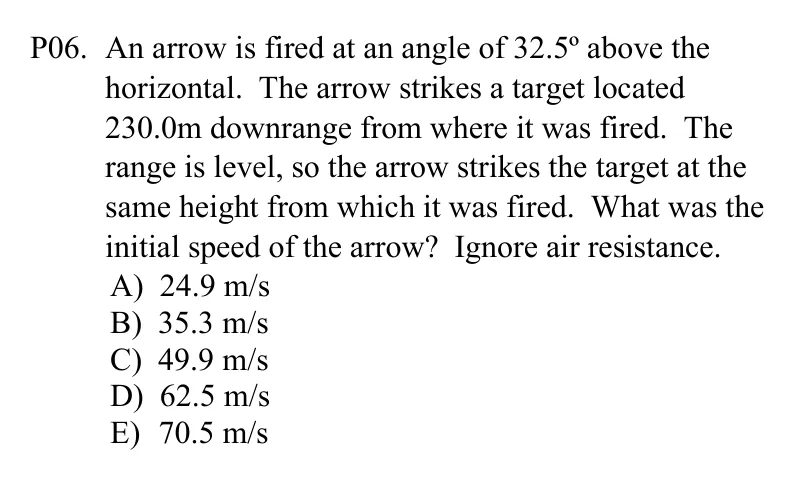 P06. An arrow is fired at an angle of 32.5º above the
horizontal. The arrow strikes a target located
230.0m downrange from where it was fired. The
range is level, so the arrow strikes the target at the
same height from which it was fired. What was the
initial speed of the arrow? Ignore air resistance.
A) 24.9 m/s
B) 35.3 m/s
C) 49.9 m/s
D) 62.5 m/s
E) 70.5 m/s